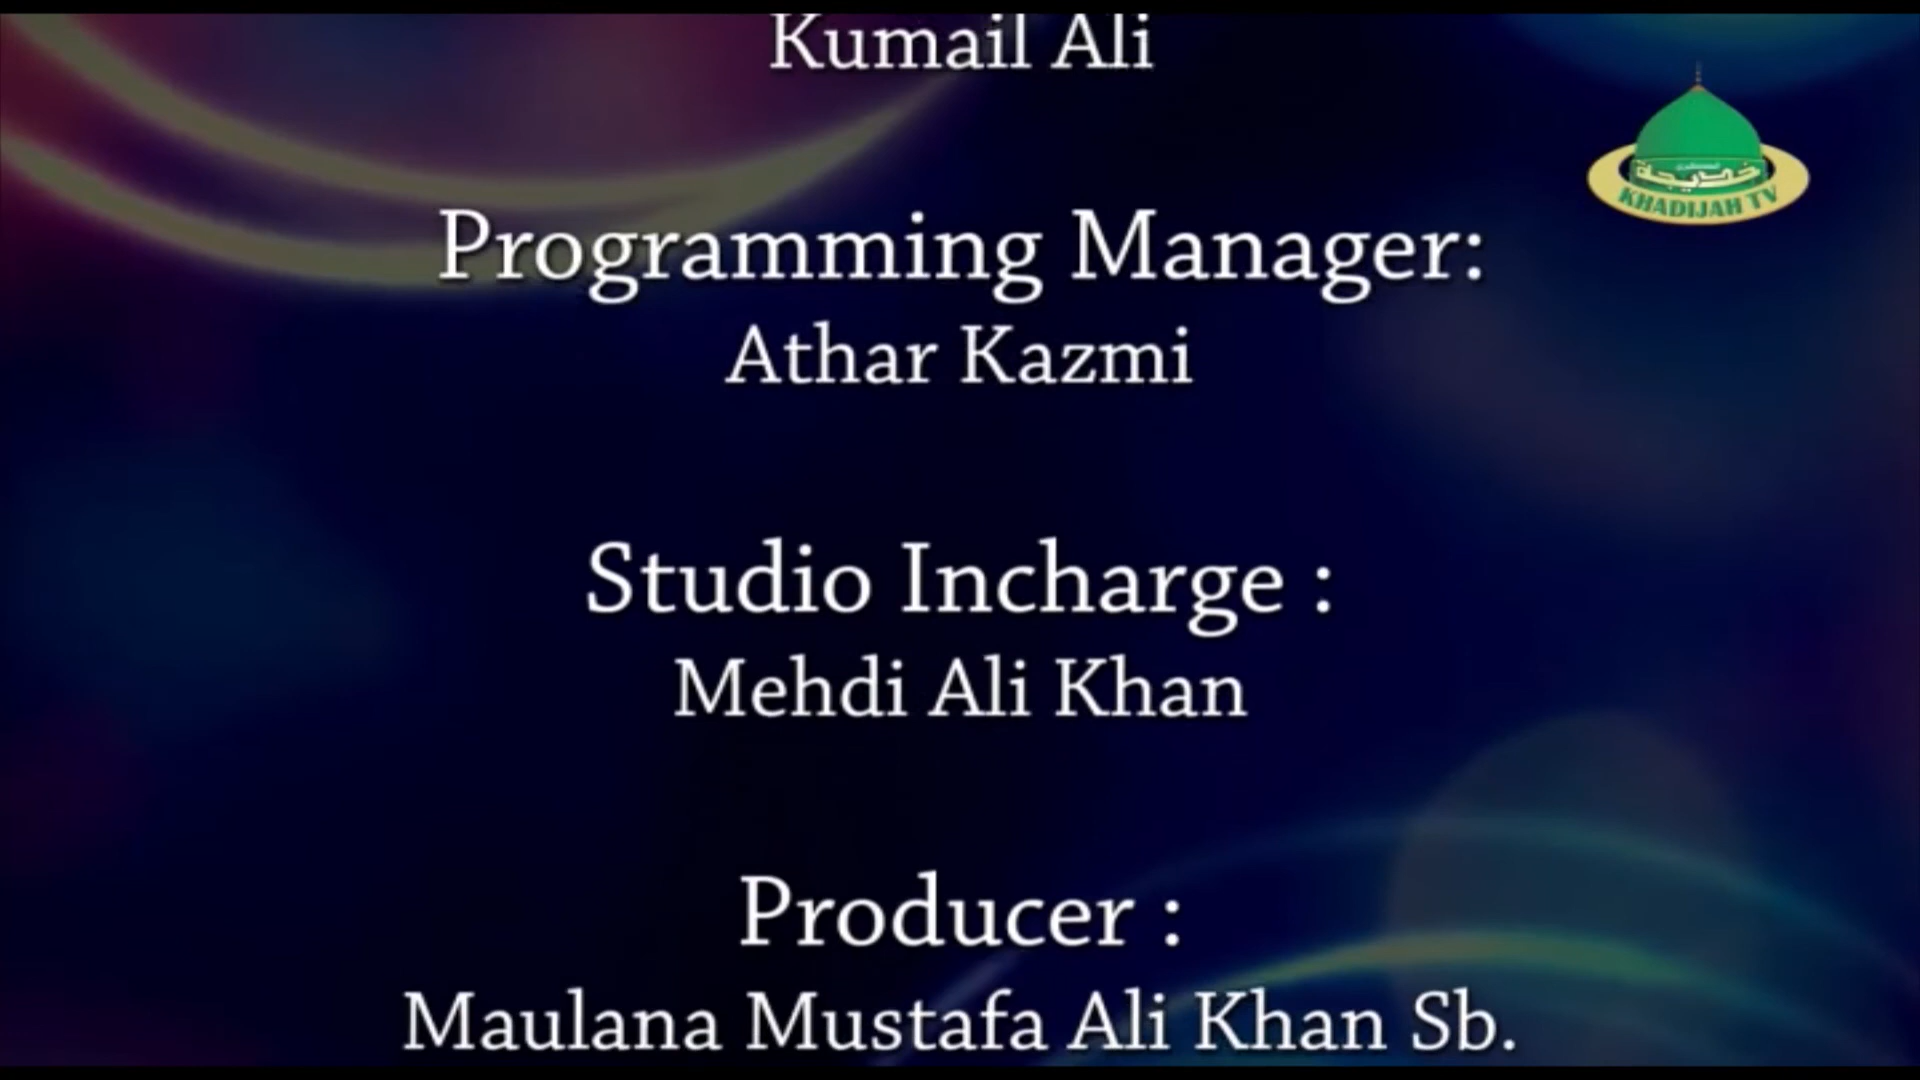 Kumail Ali
Programming Manager:
Athar Kazmi
Studio Incharge :
Mehdi Ali Khan
Producer :
Maulana Mustafa Ali Khan Sb.
خديجة
KHADIJAH TV